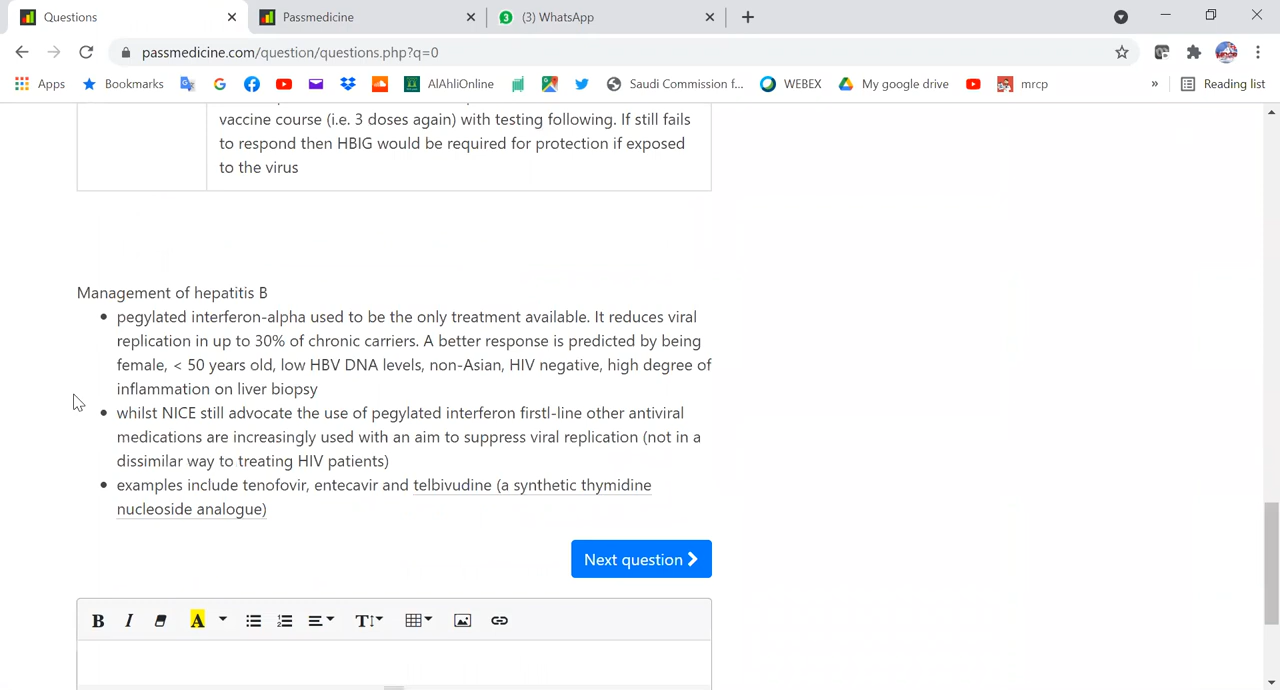 Questions
Passmedicine
3 (3) WhatsApp
passmedicine.com/question/questions.php?q=0
Apps Bookmarks AlAhliOnline Saudi Commission f... WEBEX My google drive mrcp » Reading list
vaccine course (i.e. 3 doses again) with testing following. If still fails
to respond then HBIG would be required for protection if exposed
to the virus
Management of hepatitis B
pegylated interferon-alpha used to be the only treatment available. It reduces viral
replication in up to 30% of chronic carriers. A better response is predicted by being
female, < 50 years old, low HBV DNA levels, non-Asian, HIV negative, high degree of
inflammation on liver biopsy
whilst NICE still advocate the use of pegylated interferon firstl-line other antiviral
medications are increasingly used with an aim to suppress viral replication (not in a
dissimilar way to treating HIV patients)
examples include tenofovir, entecavir and telbivudine (a synthetic thymidine
nucleoside analogue)
Next question
B I A T